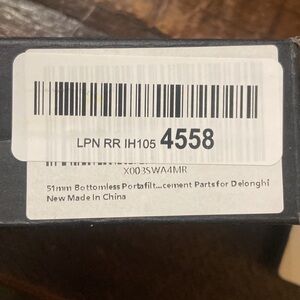 LPN RR IH105 4558
X003SWA4MR
51mm Bottomless Portafilt...cement Parts for Delonghi
New Made In China